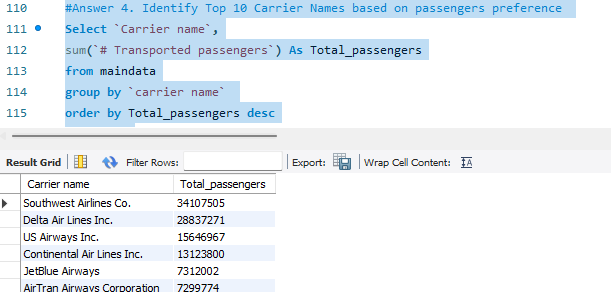 110 #Answer 4. Identify Top 10 Carrier Names based on passengers preference
111 Select `Carrier name`,
112 sum(`# Transported passengers`) As Total_passengers
113 from maindata
114 group by `carrier name`
115 order by Total_passengers desc
Result Grid Filter Rows: Export: Wrap Cell Content: IA
Carrier name Total_passengers
Southwest Airlines Co. 34107505
Delta Air Lines Inc. 28837271
US Airways Inc. 15646967
Continental Air Lines Inc. 13123800
JetBlue Airways 7312002
AirTran Airways Corporation 7299774